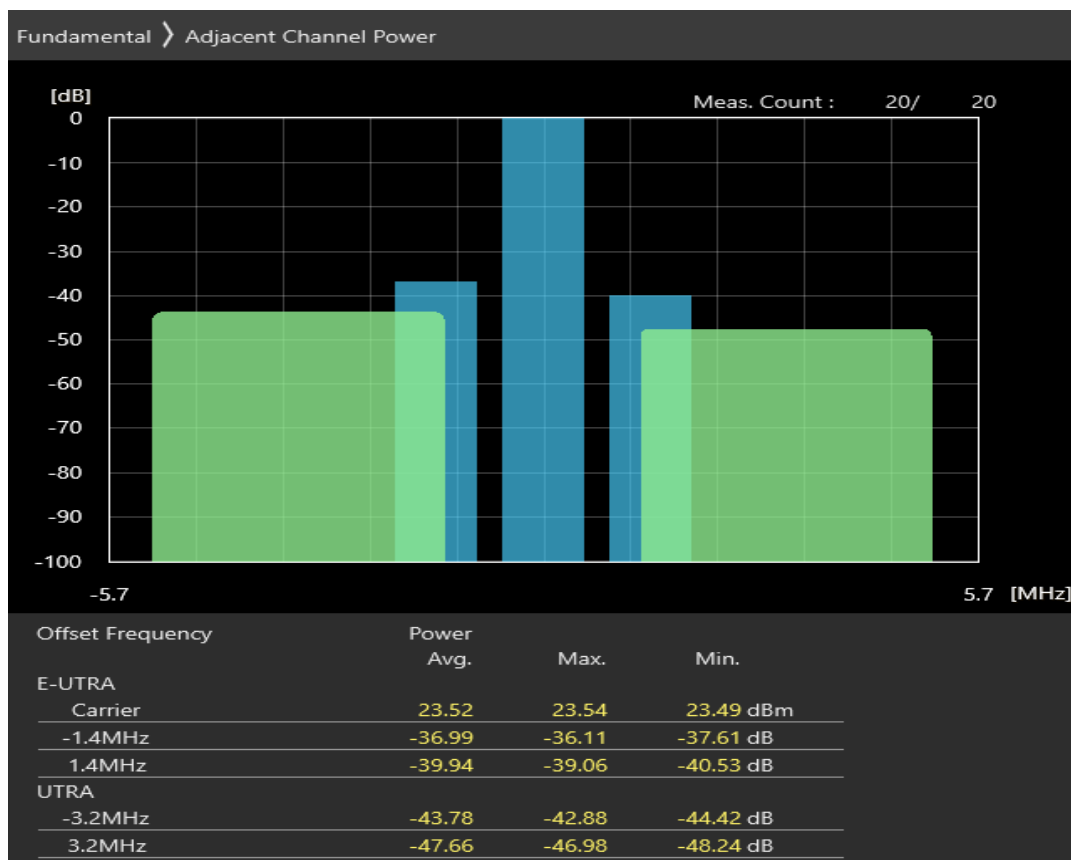 Fundamental 〉 Adjacent Channel Power
[dB]
Meas. Count : 20/ 20
0
-10
-20
-30
-40
-50
-60
-70
-80
-90
-100
-5.7 5.7 [MHz]
Offset Frequency Power
Avg. Max. Min.
E-UTRA
Carrier 23.52 23.54 23.49 dBm
-1.4MHz -36.99 -36.11 -37.61 dB
1.4MHz -39.94 -39.06 -40.53 dB
UTRA
-3.2MHz -43.78 -42.88 -44.42 dB
3.2MHz -47.66 -46.98 -48.24 dB